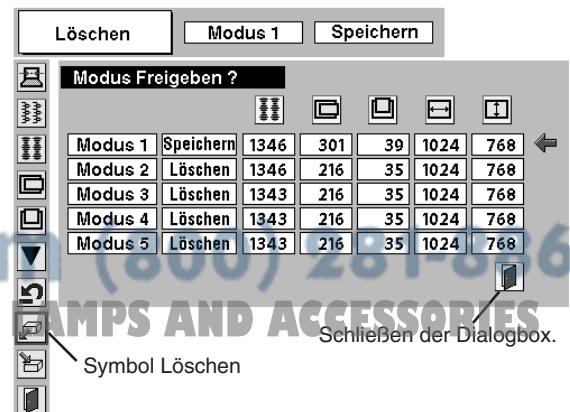 Löschen Modus 1 Speichern
Modus Freigeben ?
Modus 1 Speichern 1346 301 39 1024 768
Modus 2 Löschen 1346 216 35 1024 768
Modus 3 Löschen 1343 216 35 1024 768
Modus 4 Löschen 1343 216 35 1024 768
Modus 5 Löschen 1343 216 35 1024 768
m (800) 281-886
LAMPS AND ACCESSORIES
Schließen der Dialogbox.
Symbol Löschen